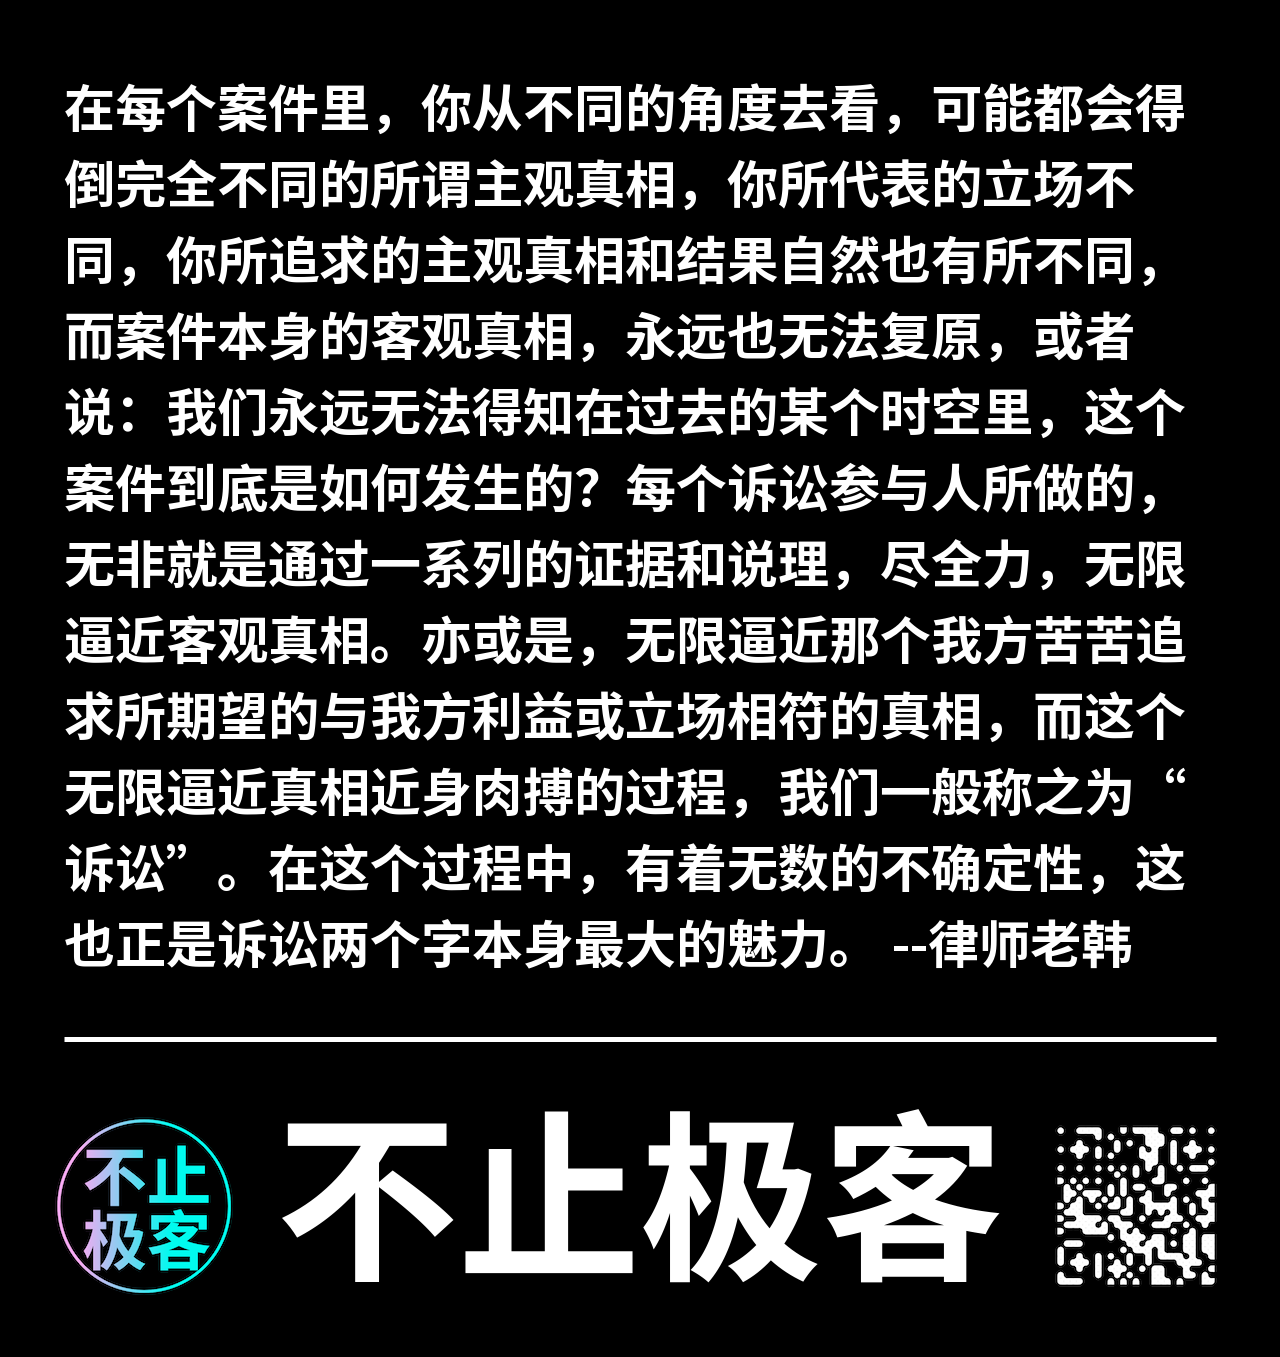 在每个案件里，你从不同的角度去看，可能都会得
倒完全不同的所谓主观真相，你所代表的立场不
同，你所追求的主观真相和结果自然也有所不同，
而案件本身的客观真相，永远也无法复原，或者
说：我们永远无法得知在过去的某个时空里，这个
案件到底是如何发生的？每个诉讼参与人所做的，
无非就是通过一系列的证据和说理，尽全力，无限
逼近客观真相。亦或是，无限逼近那个我方苦苦追
求所期望的与我方利益或立场相符的真相，而这个
无限逼近真相近身肉搏的过程，我们一般称之为“
诉讼”。在这个过程中，有着无数的不确定性，这
也正是诉讼两个字本身最大的魅力。 --律师老韩
不止
极客
不止极客